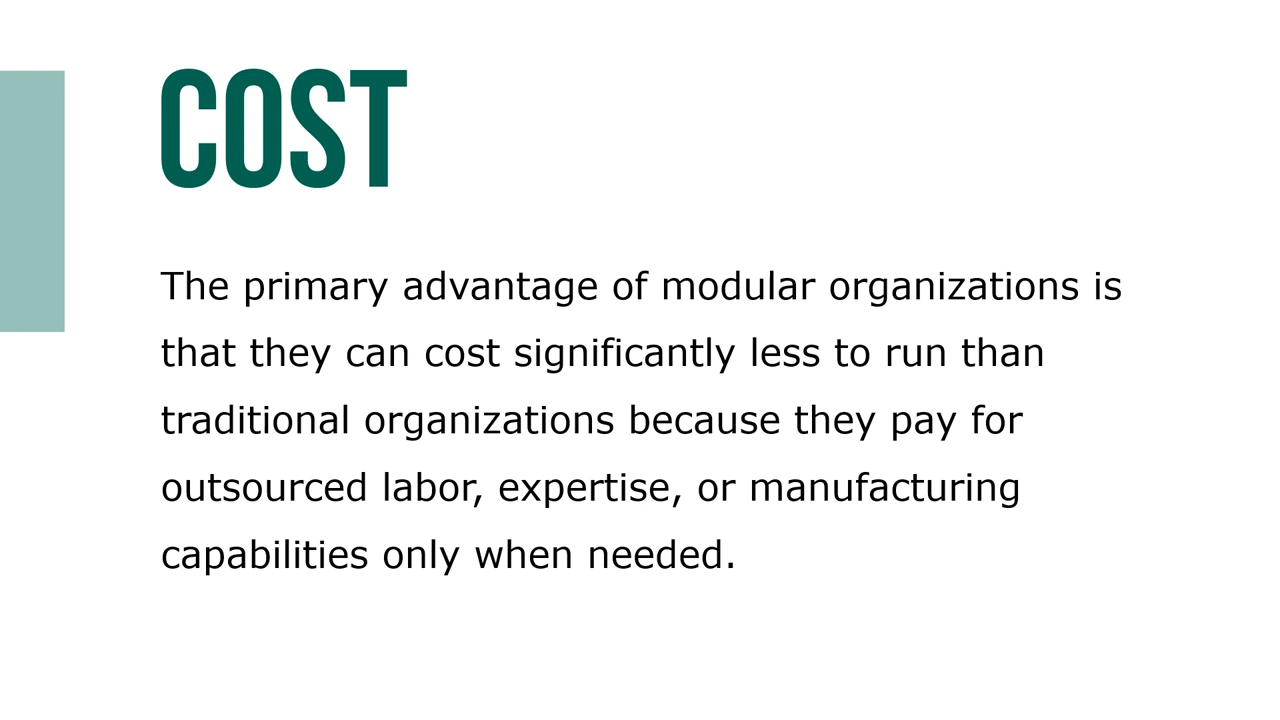 COST
The primary advantage of modular organizations is
that they can cost significantly less to run than
traditional organizations because they pay for
outsourced labor, expertise, or manufacturing
capabilities only when needed.